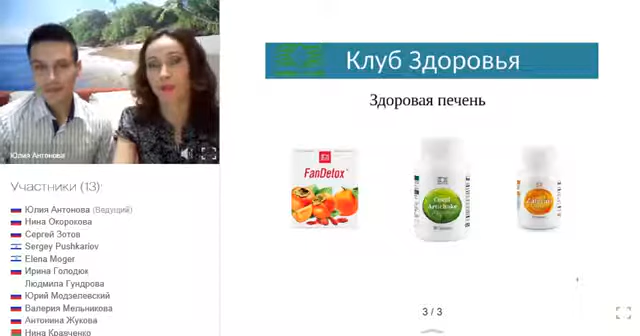 Юлия Антонова
Участники (13):
Юлия Антонова (Ведущий)
Нина Окорокова
Сергей Зотов
Sergey Pushkariov
Elena Moger
Ирина Голодюк
Людмила Гундрова
Юрий Модзелевский
Валерия Мельникова
Антонина Жукова
Нина Кравченко
Клуб Здоровья
Здоровая печень
FanDetox
Artichoke
3 / 3